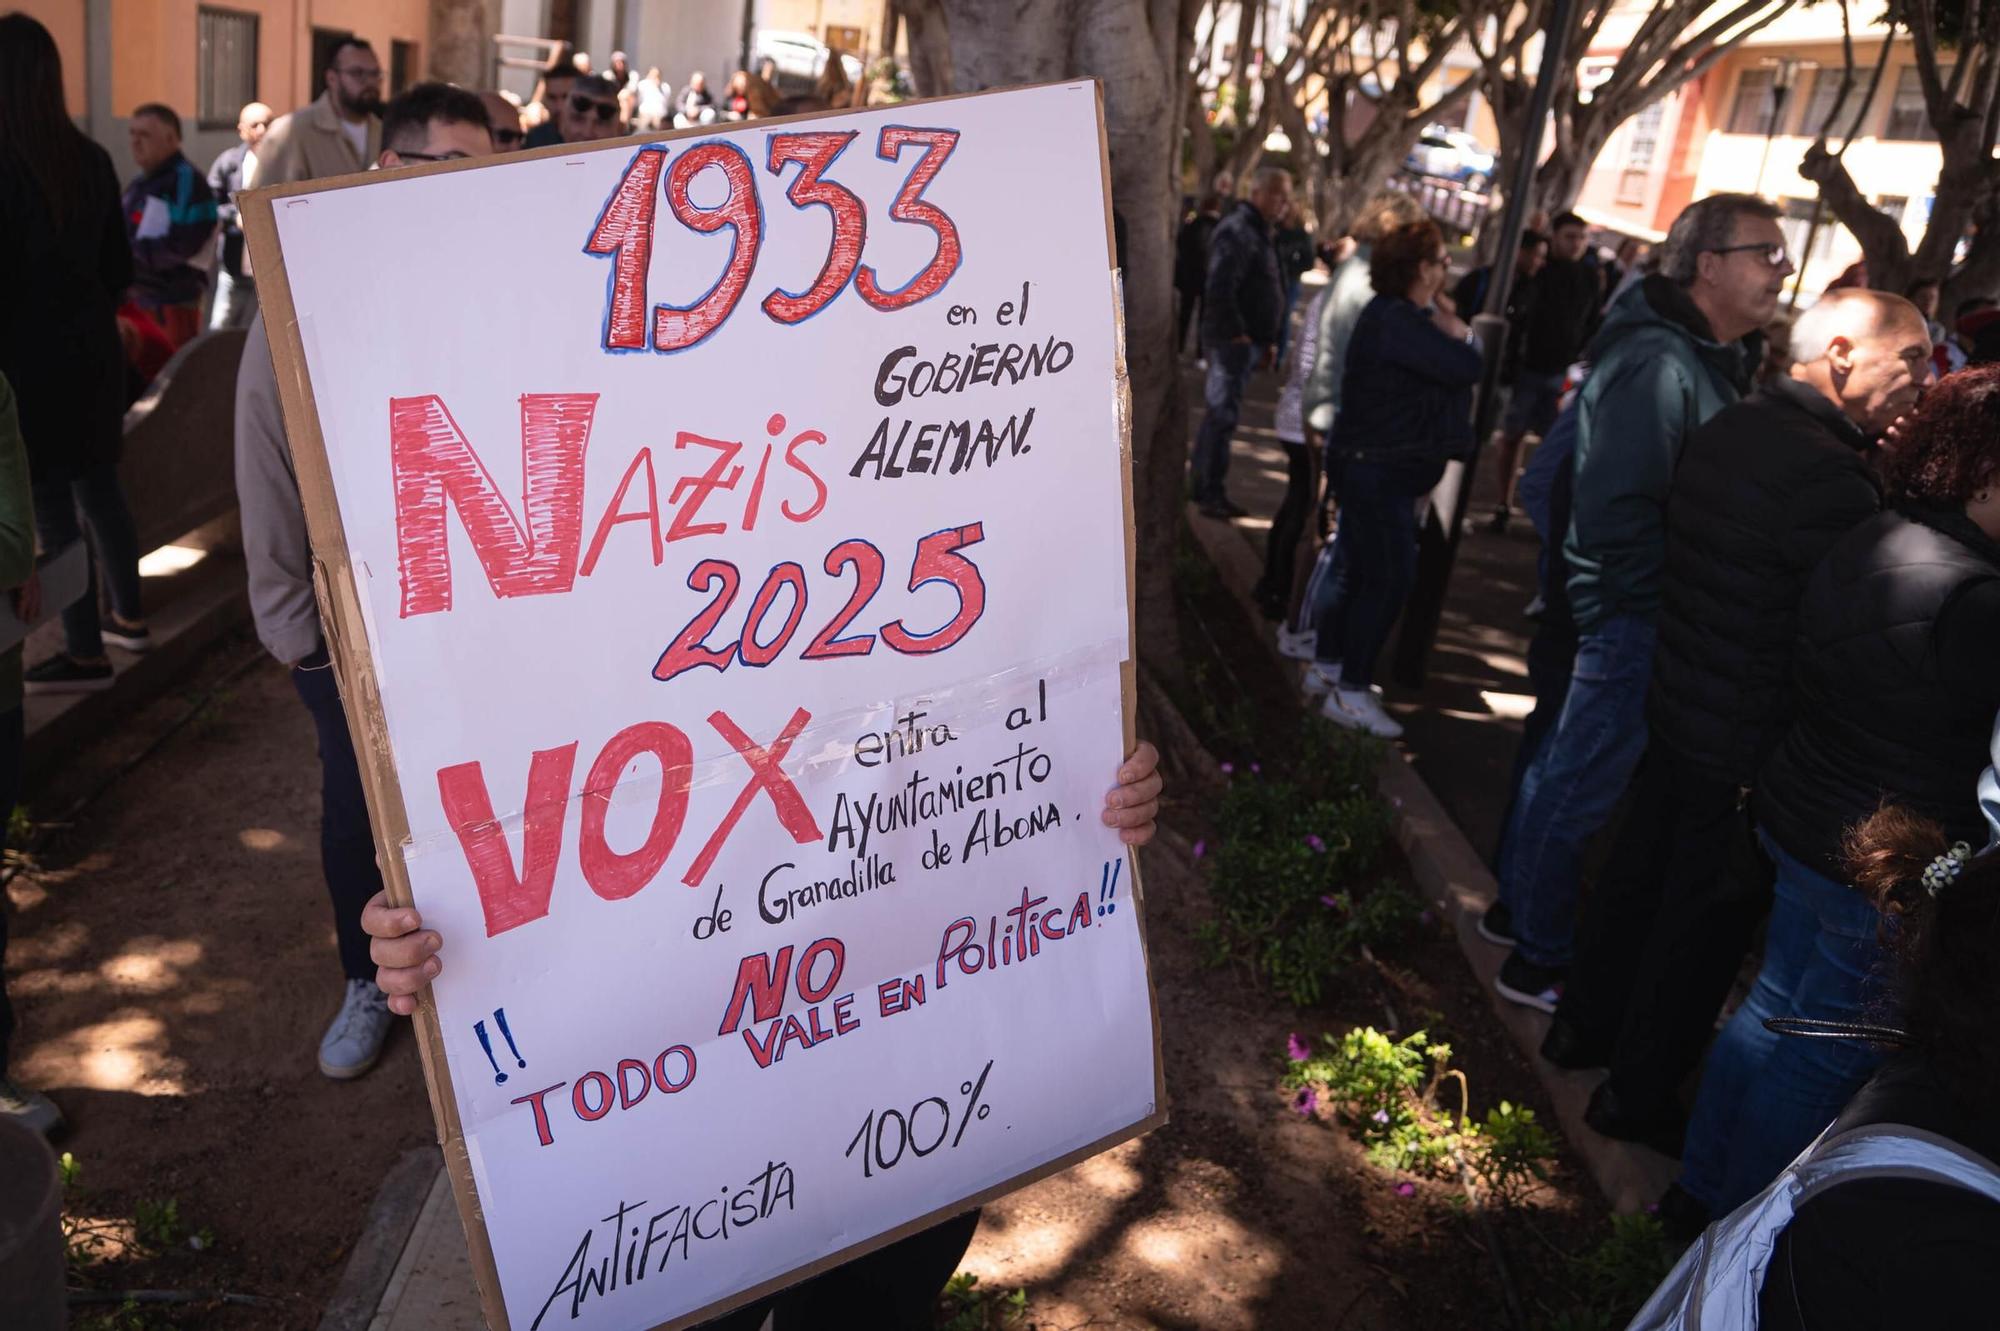 1933
en el
GOBiERNO
NAZiS ALEMAN.
2025
VOX entra al
Ayuntamiento
de Granadilla de AbonA.
NO
!! TODO VALE EN Política!!
AntiFAcistA 100%.